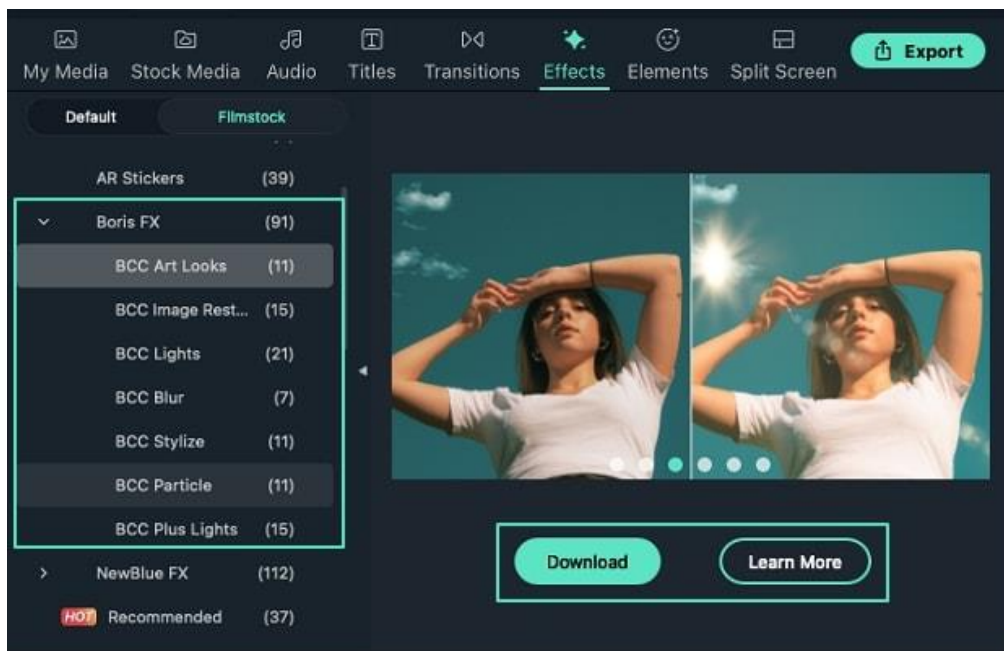 My Media Stock Media Audio Titles Transitions Effects Elements Split Screen Export
Default Filmstock
AR Stickers (39)
Boris FX (91)
BCC Art Looks (11)
BCC Image Rest... (15)
BCC Lights (21)
BCC Blur (7)
BCC Stylize (11)
BCC Particle (11)
BCC Plus Lights (15)
NewBlue FX (112)
HOT Recommended (37)
Download Learn More